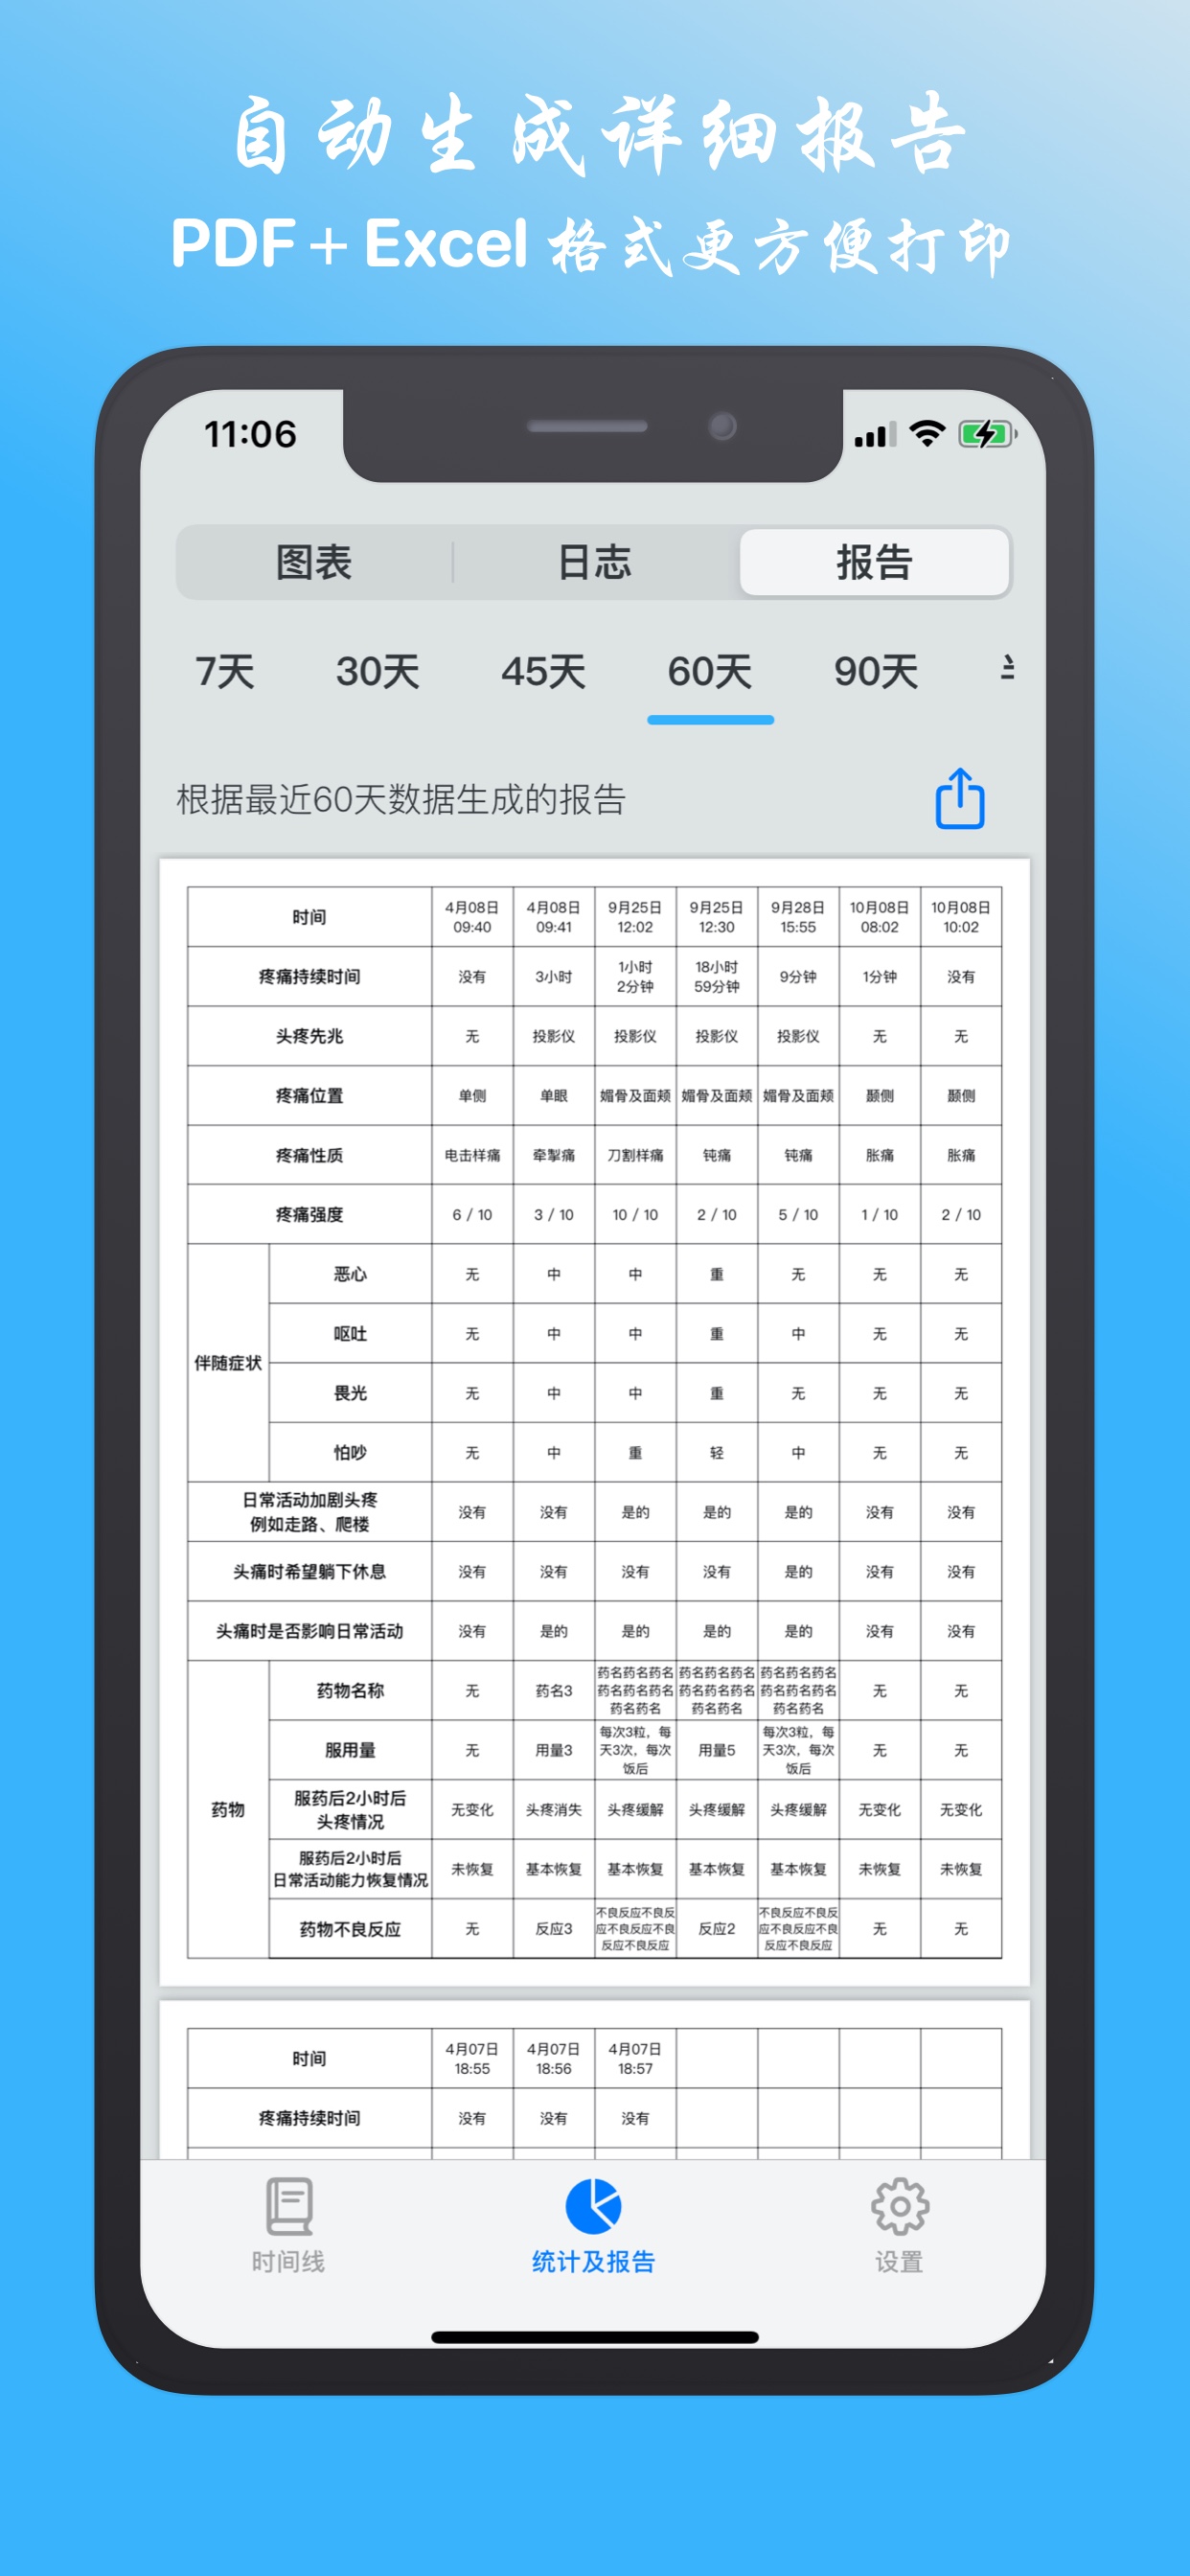 自动生成详细报告
PDF＋Excel 格式更方便打印
11:06
图表 日志 报告
7天 30天 45天 60天 90天
根据最近60天数据生成的报告
时间 4月08日 09:40 4月08日 09:41 9月25日 12:02 9月25日 12:30 9月28日 15:55 10月08日 08:02 10月08日 10:02
疼痛持续时间 没有 3小时 1小时 2分钟 18小时 59分钟 9分钟 1分钟 没有
头疼先兆 无 投影仪 投影仪 投影仪 投影仪 无 无
疼痛位置 单侧 单眼 媚骨及面颊 媚骨及面颊 媚骨及面颊 颞侧 颞侧
疼痛性质 电击样痛 牵掣痛 刀割样痛 钝痛 钝痛 胀痛 胀痛
疼痛强度 6 / 10 3 / 10 10 / 10 2 / 10 5 / 10 1 / 10 2 / 10
伴随症状
恶心 无 中 中 重 无 无 无
呕吐 无 中 中 重 中 无 无
畏光 无 中 中 重 无 无 无
怕吵 无 中 重 轻 中 无 无
日常活动加剧头疼 例如走路、爬楼 没有 没有 是的 是的 是的 没有 没有
头痛时希望躺下休息 没有 没有 没有 没有 是的 没有 没有
头痛时是否影响日常活动 没有 是的 是的 是的 是的 没有 没有
药物
药物名称 无 药名3 药名药名药名药名药名药名药名药名 药名药名药名药名药名药名药名药名 药名药名药名药名药名药名药名药名 无 无
服用量 无 用量3 每次3粒，每天3次，每次饭后 用量5 每次3粒，每天3次，每次饭后 无 无
服药后2小时后 头疼情况 无变化 头疼消失 头疼缓解 头疼缓解 头疼缓解 无变化 无变化
服药后2小时后 日常活动能力恢复情况 未恢复 基本恢复 基本恢复 基本恢复 基本恢复 未恢复 未恢复
药物不良反应 无 反应3 不良反应不良反应不良反应不良反应不良反应 反应2 不良反应不良反应不良反应不良反应不良反应 无 无
时间 4月07日 18:55 4月07日 18:56 4月07日 18:57
疼痛持续时间 没有 没有 没有
时间线 统计及报告 设置